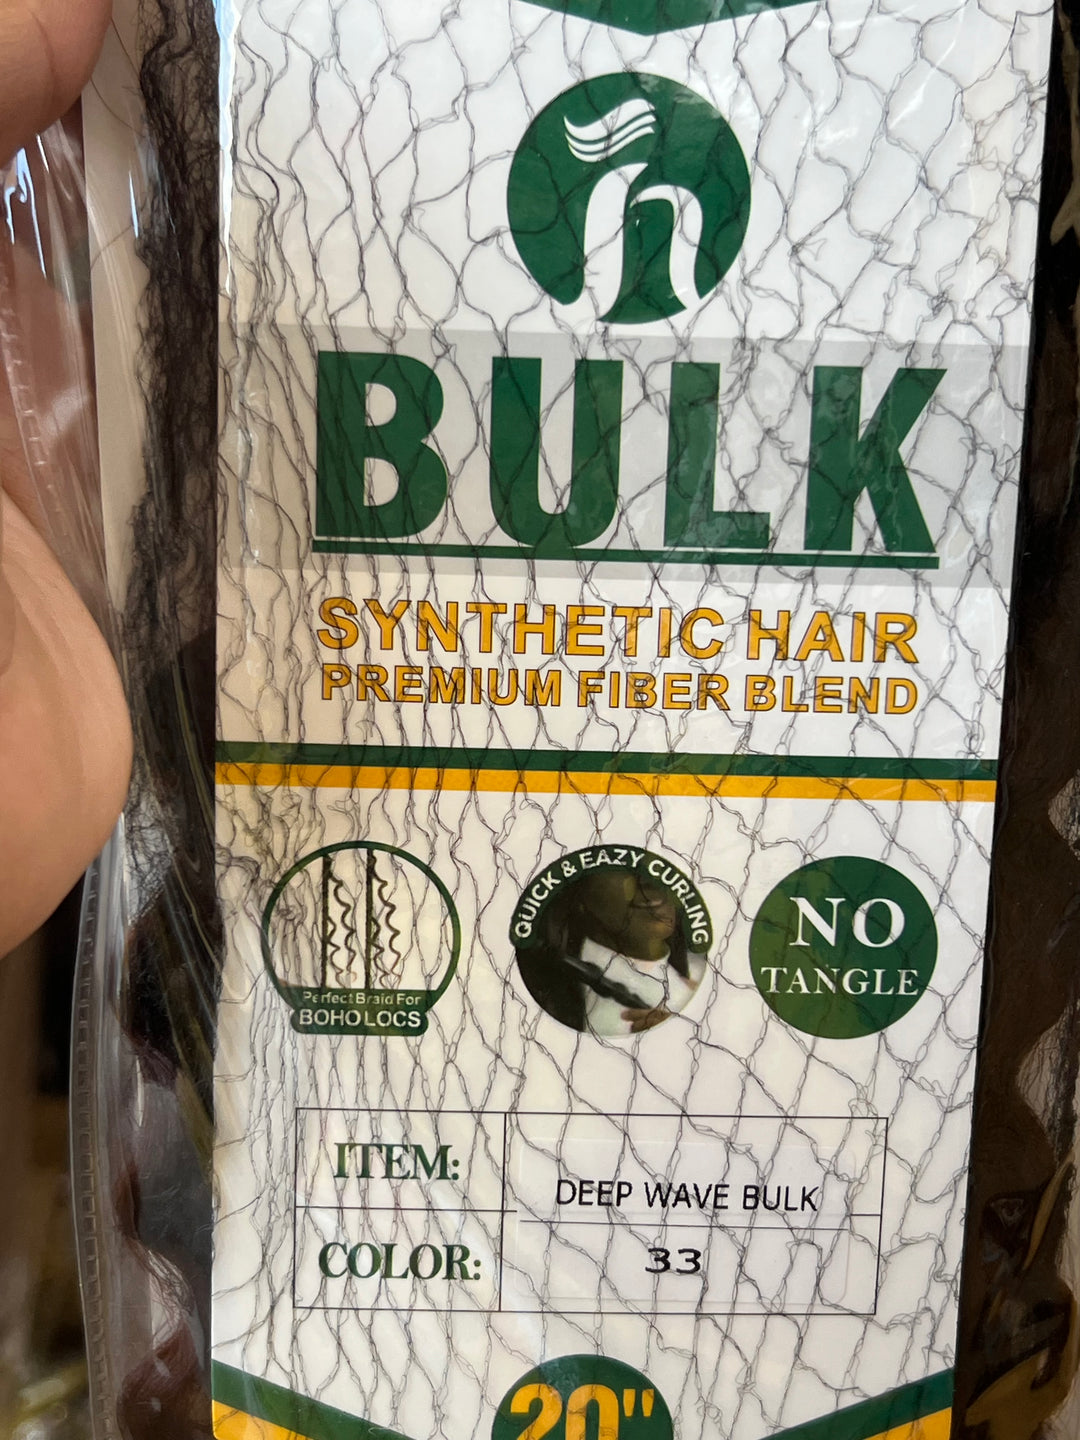 BULK
SYNTHETIC HAIR
PREMIUM FIBER BLEND
Perfect Braid For
BOHO LOCS
QUICK & EAZY CURLING
NO
TANGLE
ITEM: DEEP WAVE BULK
COLOR: 33
20"